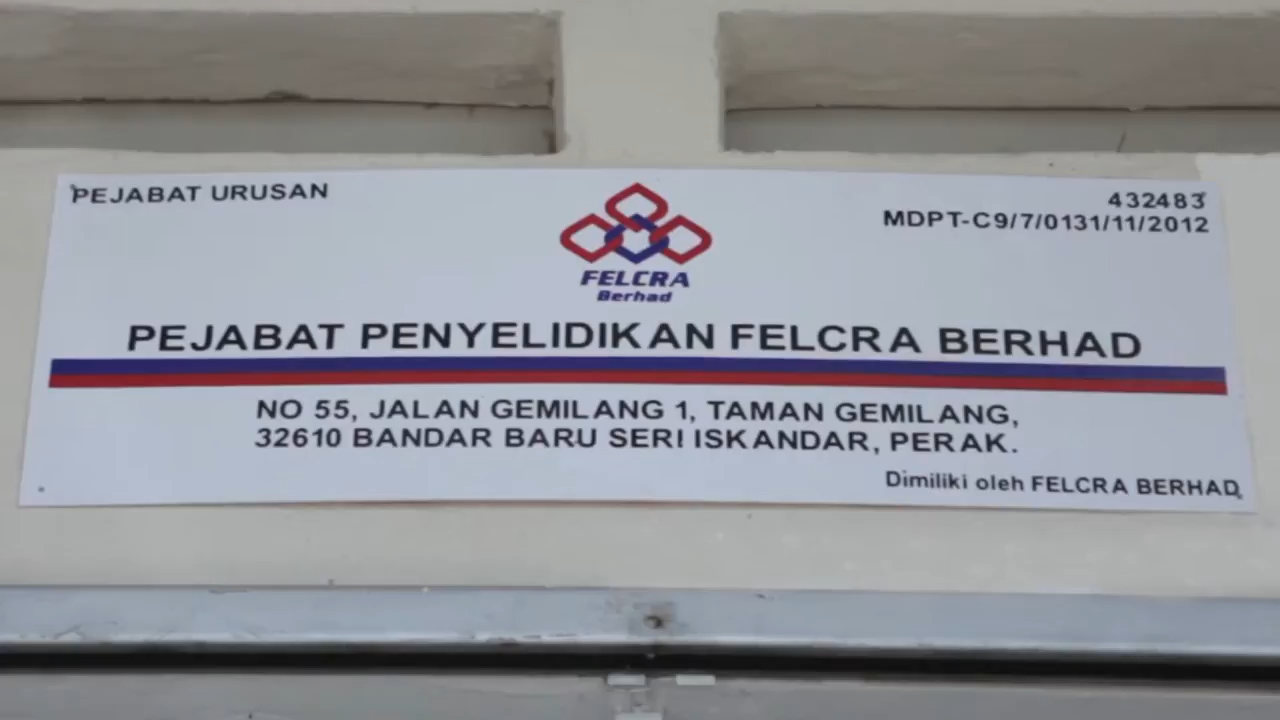 PEJABAT URUSAN
432483
MDPT-C9/7/0131/11/2012
FELCRA
Berhad
PEJABAT PENYELIDIKAN FELCRA BERHAD
NO 55, JALAN GEMILANG 1, TAMAN GEMILANG,
32610 BANDAR BARU SERI ISKANDAR, PERAK.
Dimiliki oleh FELCRA BERHAD